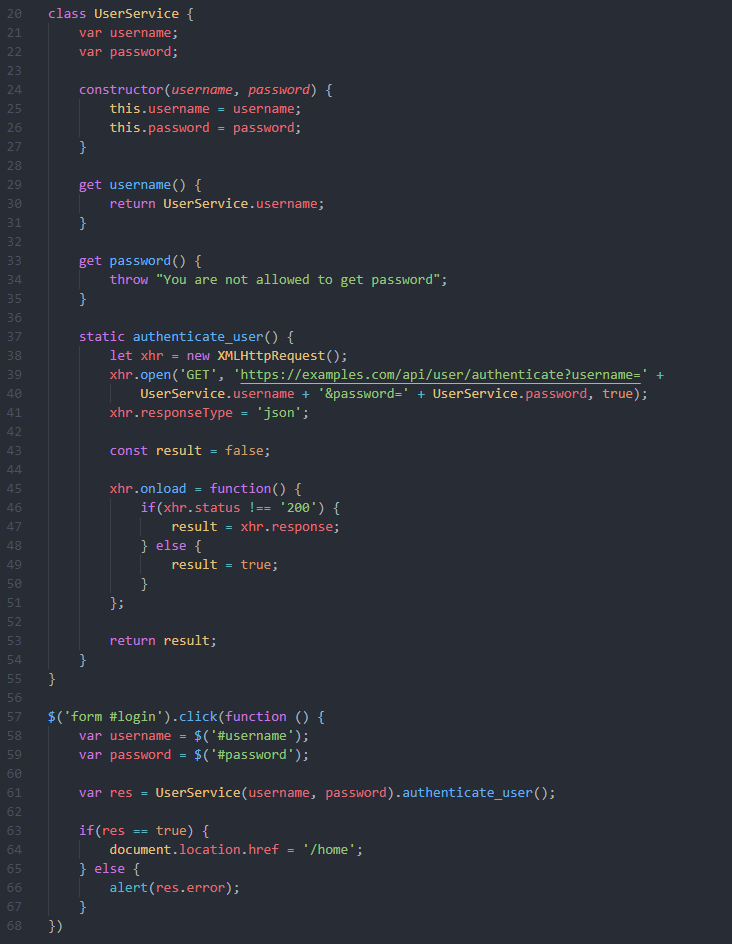 20 class UserService {
21     var username;
22     var password;
23
24     constructor(username, password) {
25         this.username = username;
26         this.password = password;
27     }
28
29     get username() {
30         return UserService.username;
31     }
32
33     get password() {
34         throw "You are not allowed to get password";
35     }
36
37     static authenticate_user() {
38         let xhr = new XMLHttpRequest();
39         xhr.open('GET', 'https://examples.com/api/user/authenticate?username=' +
40             UserService.username + '&password=' + UserService.password, true);
41         xhr.responseType = 'json';
42
43         const result = false;
44
45         xhr.onload = function() {
46             if(xhr.status !== '200') {
47                 result = xhr.response;
48             } else {
49                 result = true;
50             }
51         };
52
53         return result;
54     }
55 }
56
57 $('form #login').click(function () {
58     var username = $('#username');
59     var password = $('#password');
60
61     var res = UserService(username, password).authenticate_user();
62
63     if(res == true) {
64         document.location.href = '/home';
65     } else {
66         alert(res.error);
67     }
68 })